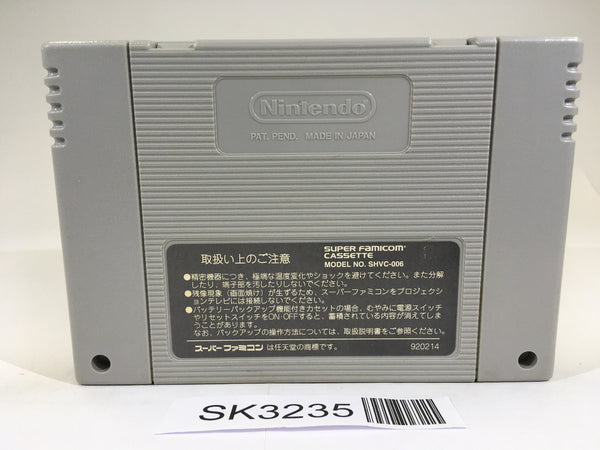 Nintendo
PAT. PEND. MADE IN JAPAN
取扱い上のご注意
SUPER FAMICOM
CASSETTE
MODEL NO. SHVC-006
●精密機器につき、極端な温度変化やショックを避けてください。また分解
したり、端子部を汚したりしないでください。
●残像現象（画面焼け）が生ずるため、スーパーファミコンをプロジェクショ
ンテレビには接続しないでください。
●バッテリーバックアップ機能付きカセットの場合、むやみに電源スイッチ
やリセットスイッチをON・OFFすると、蓄積されている内容が消えてしま
うことがあります。
なお、バックアップの操作方法については、取扱説明書をご参照ください。
スーパーファミコンは任天堂の商標です。
920214
SK3235